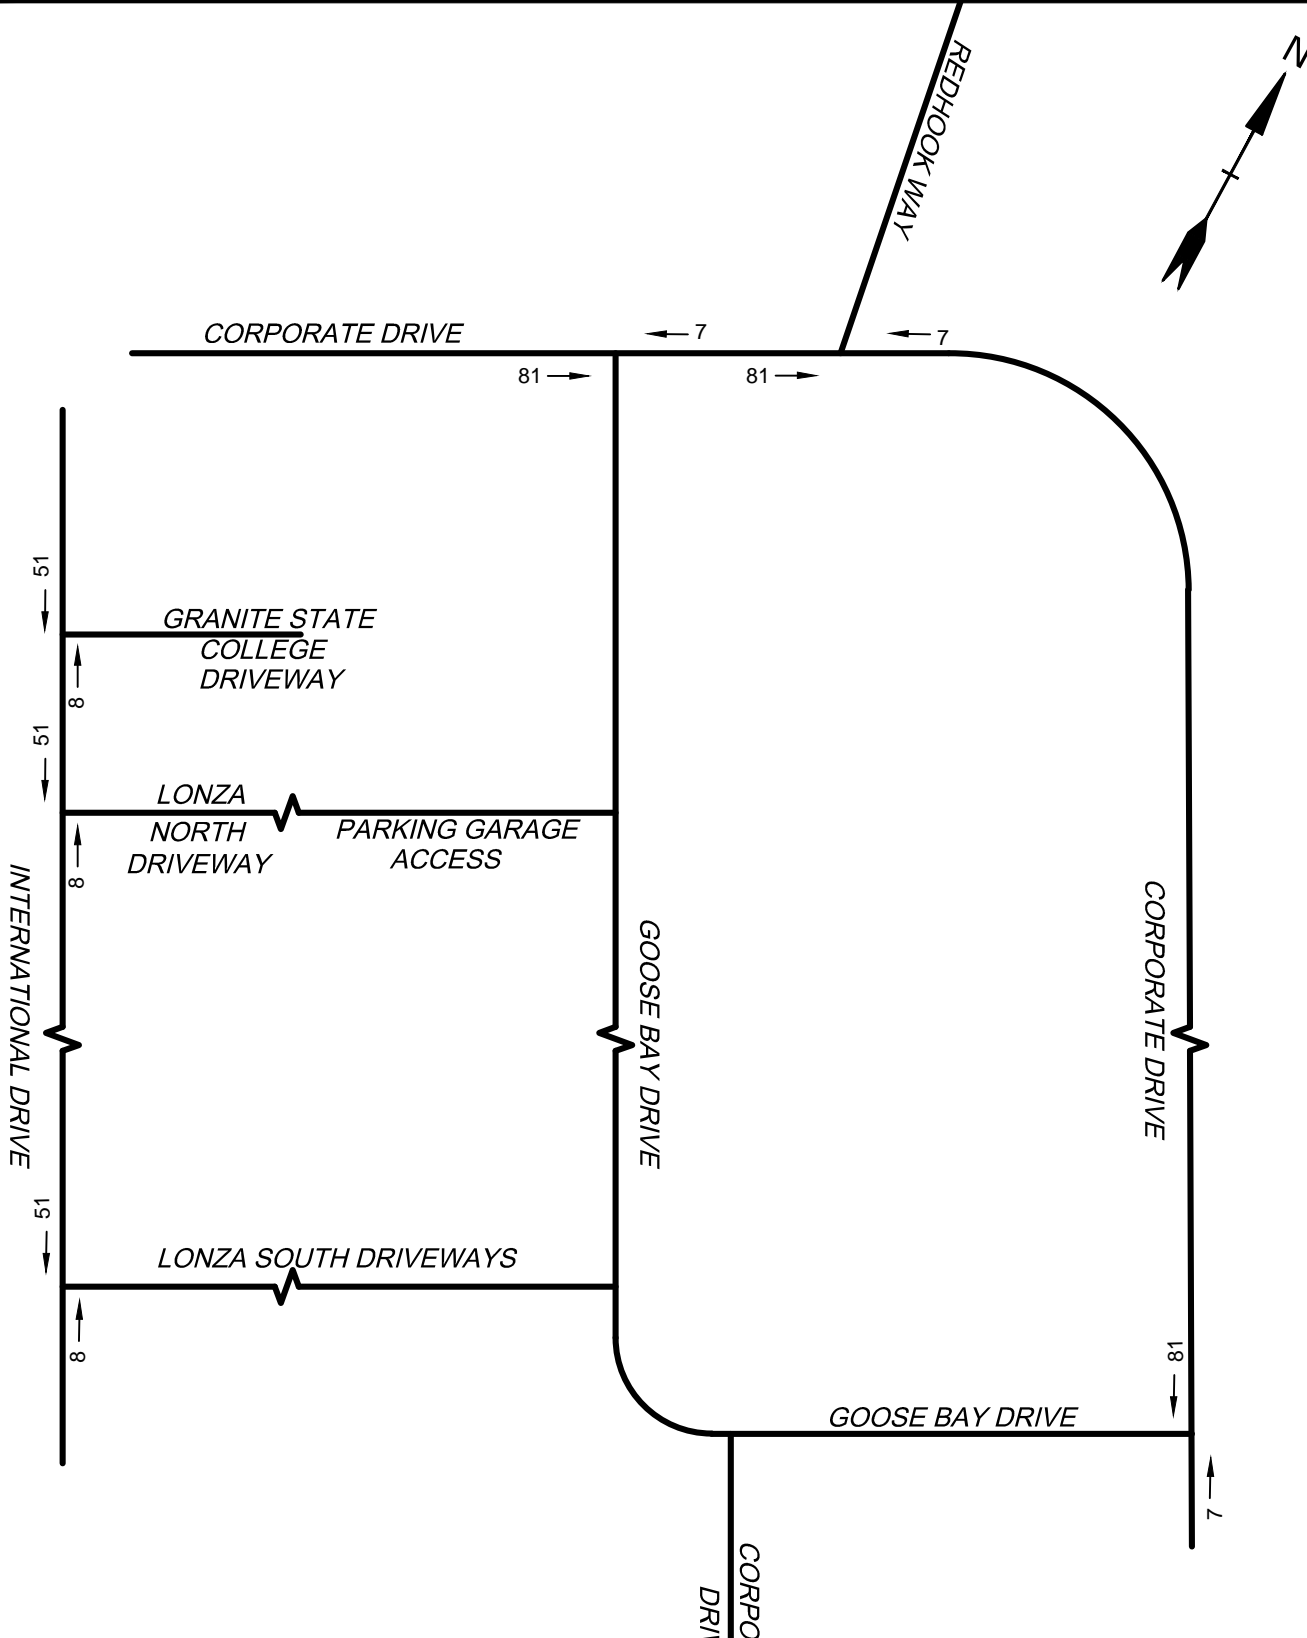 N
REDHOOK WAY
CORPORATE DRIVE
7
7
81
81
51
GRANITE STATE
COLLEGE
DRIVEWAY
8
51
LONZA
NORTH
DRIVEWAY
PARKING GARAGE
ACCESS
8
INTERNATIONAL DRIVE
GOOSE BAY DRIVE
CORPORATE DRIVE
51
LONZA SOUTH DRIVEWAYS
8
81
GOOSE BAY DRIVE
7
CORPO
DRI